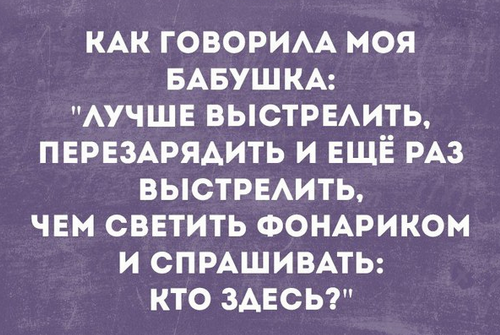 КАК ГОВОРИЛА МОЯ
БАБУШКА:
"ЛУЧШЕ ВЫСТРЕЛИТЬ,
ПЕРЕЗАРЯДИТЬ И ЕЩЁ РАЗ
ВЫСТРЕЛИТЬ,
ЧЕМ СВЕТИТЬ ФОНАРИКОМ
И СПРАШИВАТЬ:
КТО ЗДЕСЬ?"